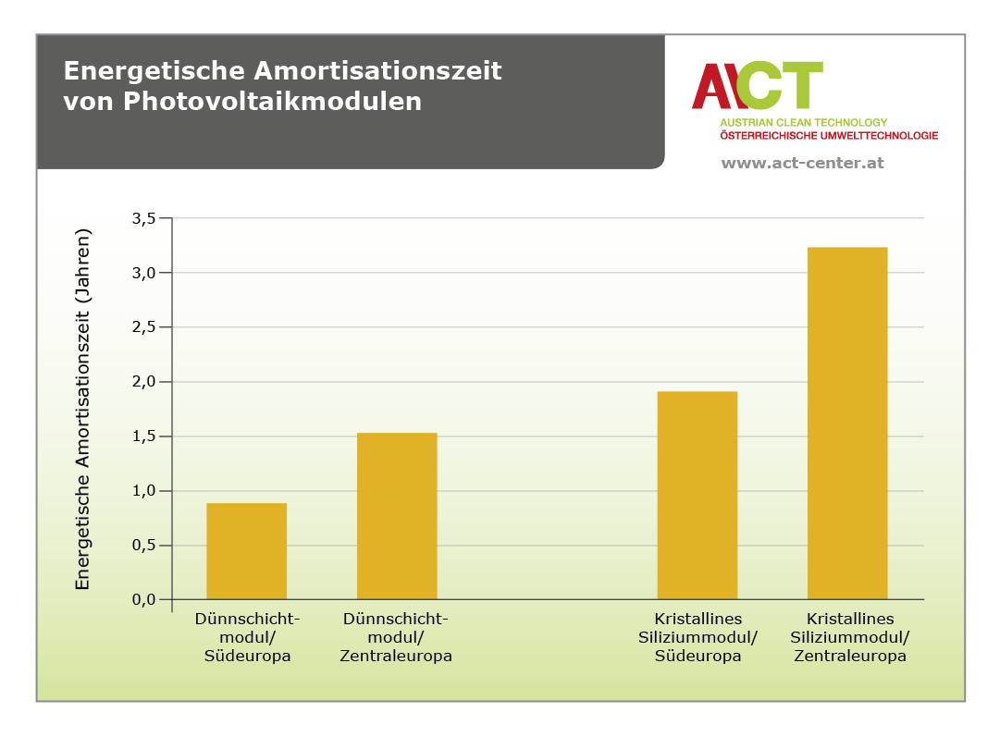 Energetische Amortisationszeit
von Photovoltaikmodulen
ACT
AUSTRIAN CLEAN TECHNOLOGY
ÖSTERREICHISCHE UMWELTTECHNOLOGIE
www.act-center.at
Energetische Amortisationszeit (Jahren)
3,5
3,0
2,5
2,0
1,5
1,0
0,5
0,0
Dünnschicht-
modul/
Südeuropa
Dünnschicht-
modul/
Zentraleuropa
Kristallines
Siliziummodul/
Südeuropa
Kristallines
Siliziummodul/
Zentraleuropa